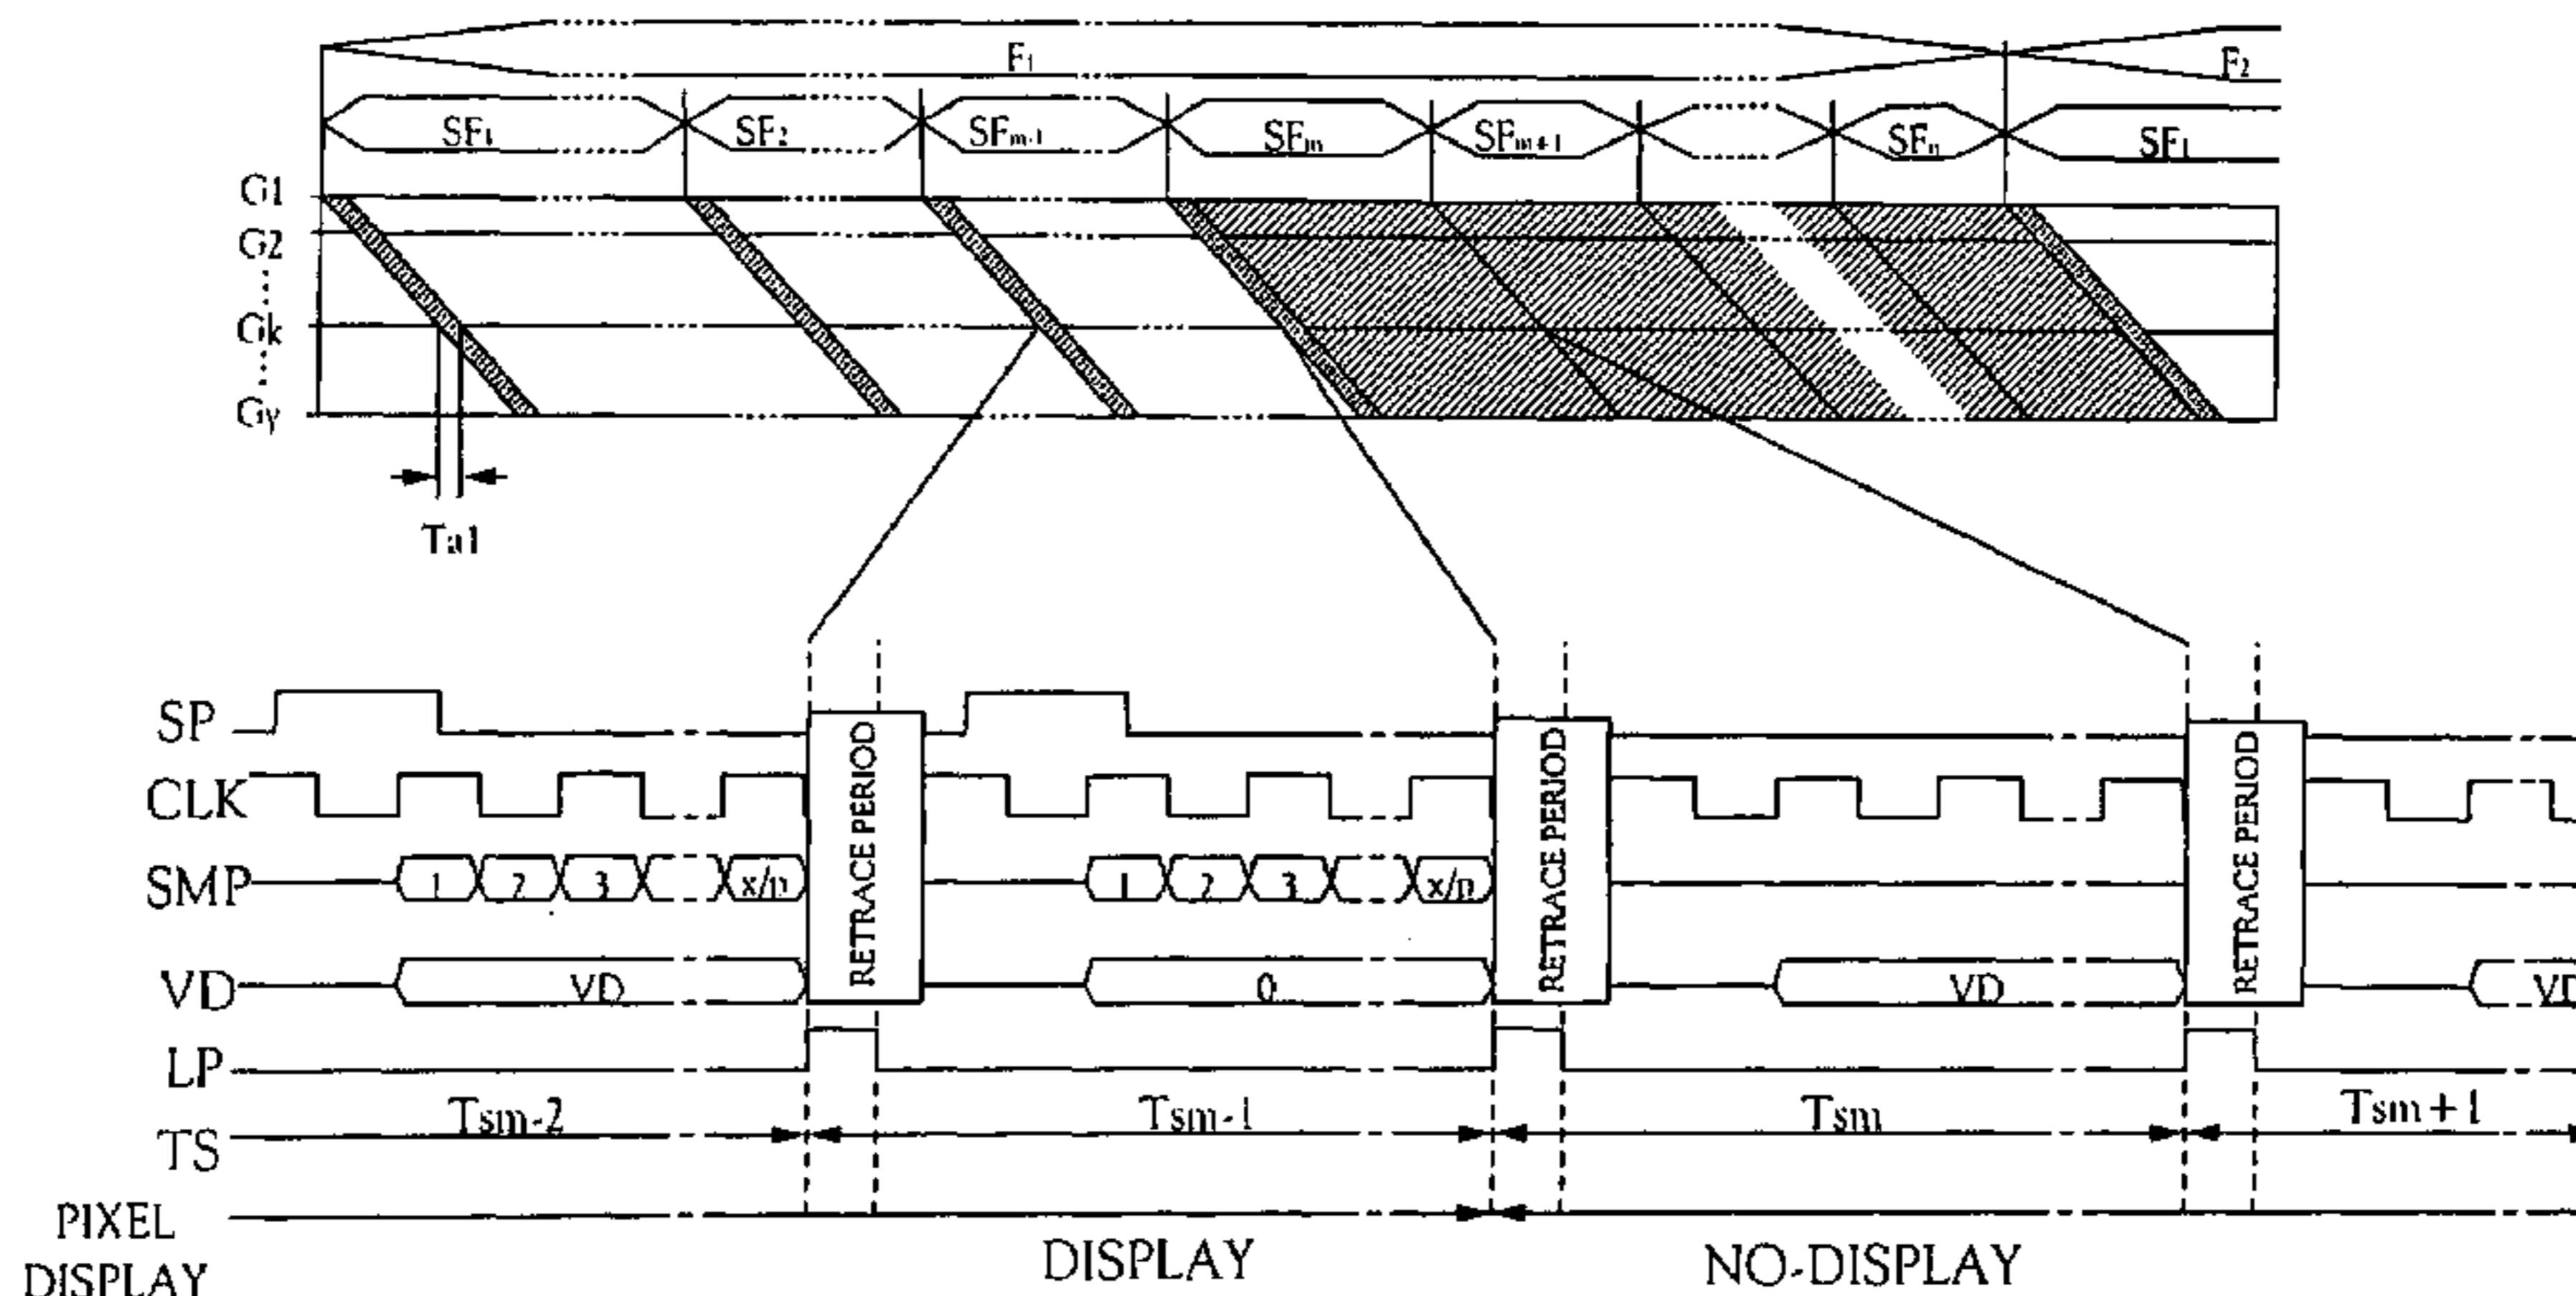 F1 F2
SF1 SF2 SFm-1 SFm SFm+1 SFn SF1
G1
G2
Gk
Gy
Ta1
SP
CLK
SMP 1 2 3 x/n 1 2 3 x/n
VD VD 0 VD VD
RETRACE PERIOD RETRACE PERIOD RETRACE PERIOD
LP
TS Tsm-2 Tsm-1 Tsm Tsm+1
PIXEL
DISPLAY
DISPLAY NO-DISPLAY